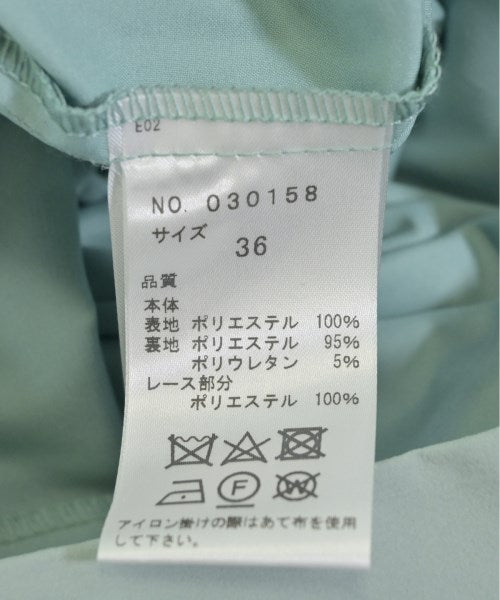 E02
NO. 030158
サイズ
36
品質
本体
表地 ポリエステル 100%
裏地 ポリエステル 95%
ポリウレタン 5%
レース部分
ポリエステル 100%
F
W
アイロン掛けの際はあて布を使用
して下さい。